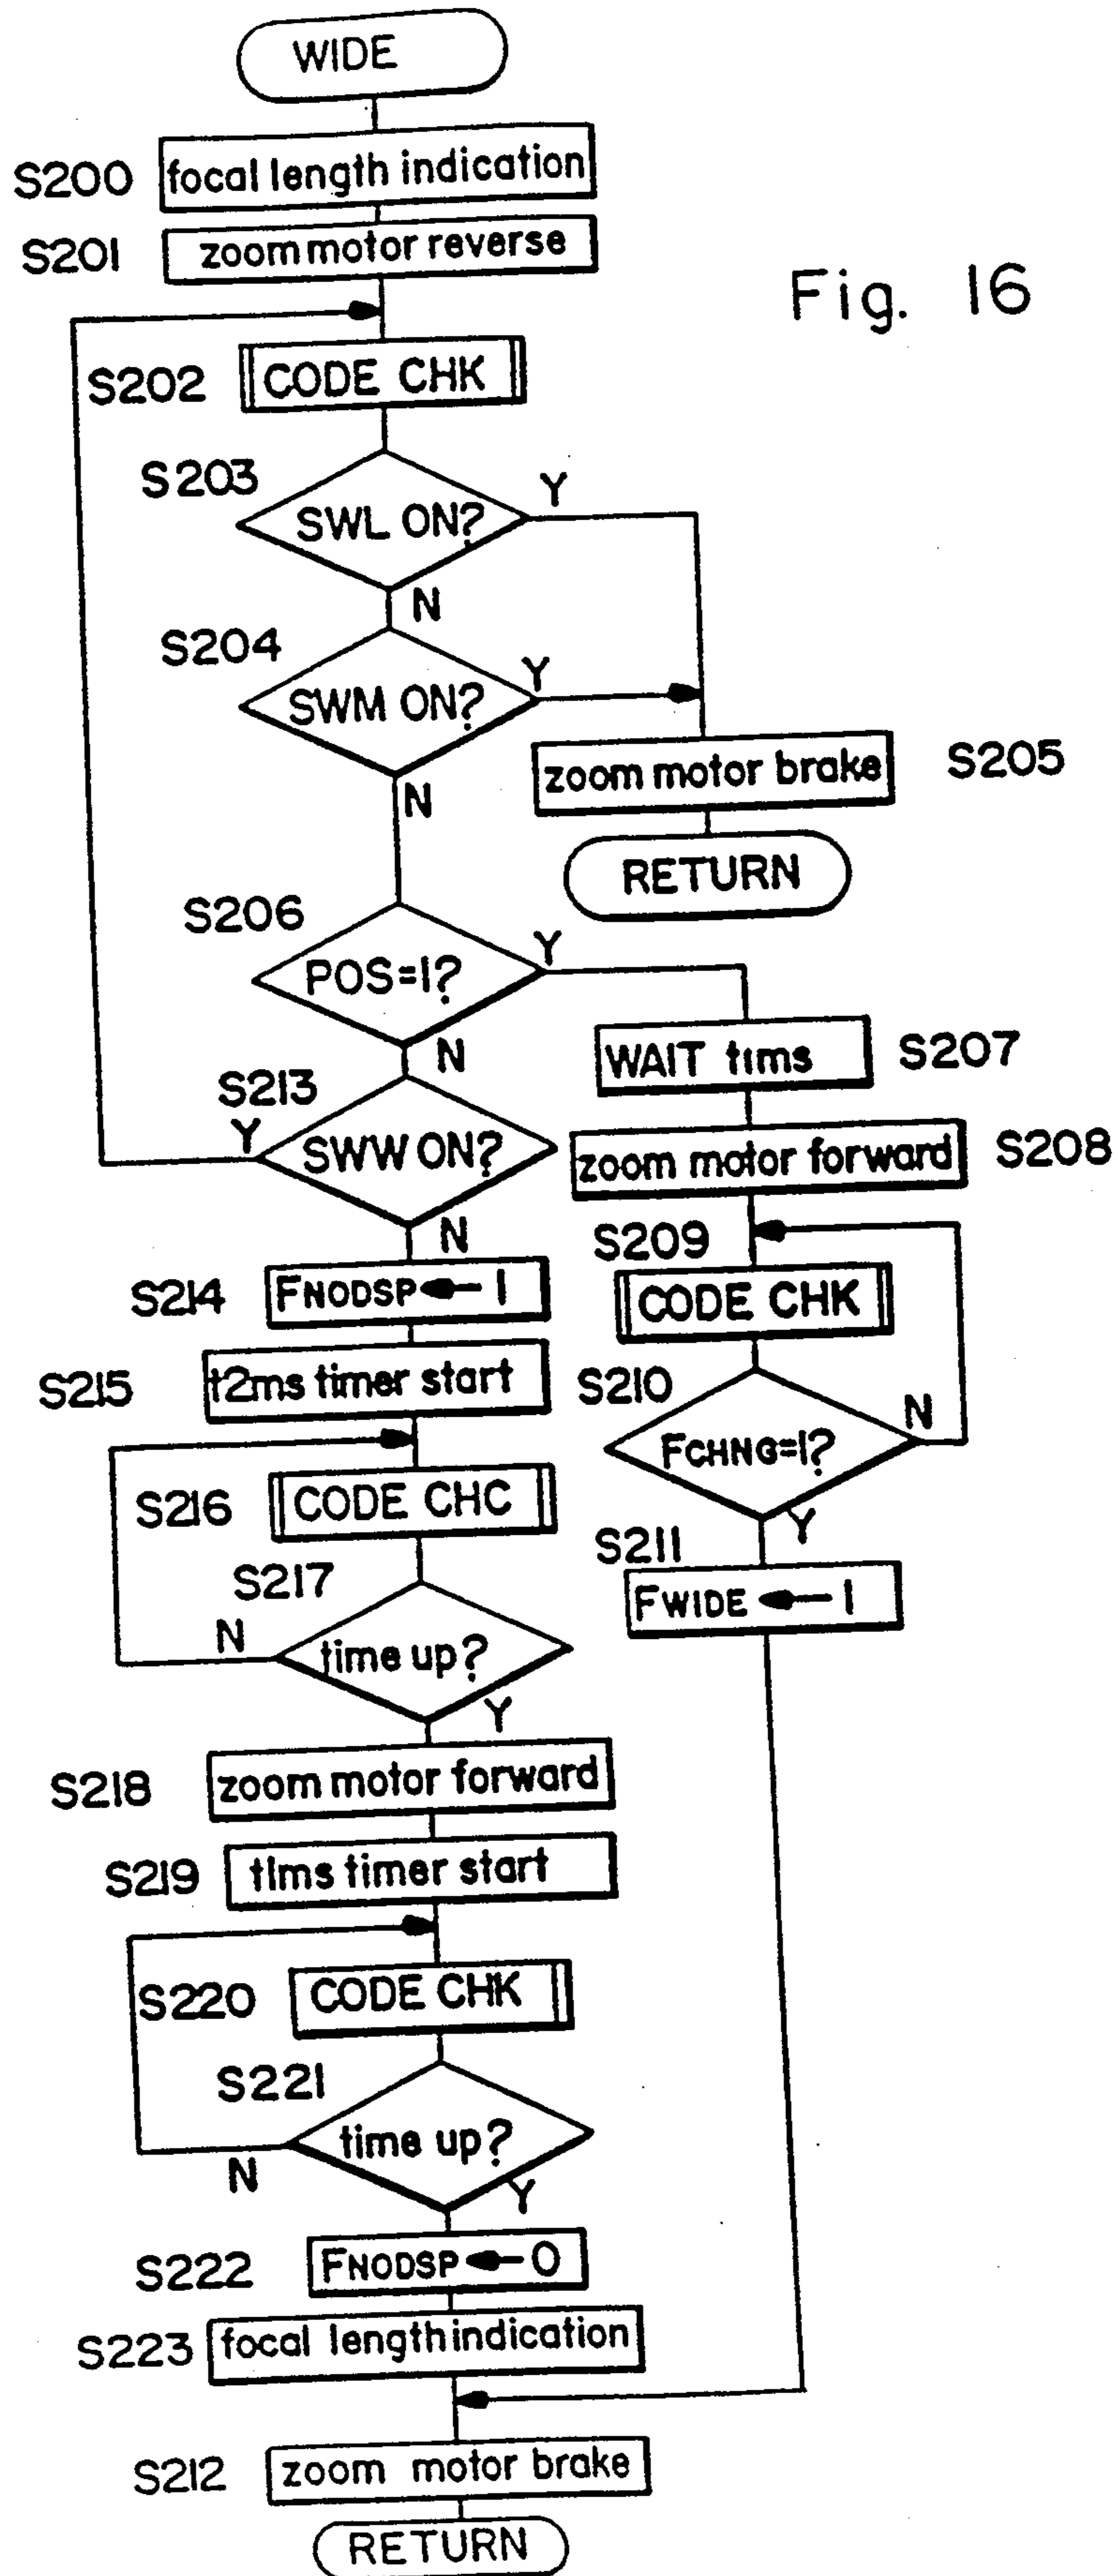 WIDE
S200 focal length indication
S201 zoom motor reverse
Fig. 16
S202 CODE CHK
S203 SWL ON? Y
N
S204 SWM ON? Y
N
zoom motor brake S205
RETURN
S206 POS=1? Y
N
WAIT t1ms S207
S213 Y SWW ON?
N
zoom motor forward S208
S209 CODE CHK
S214 FNODSP ← 1
S215 t2ms timer start
S210 FCHNG=1? N
Y
S216 CODE CHC
S211 FWIDE ← 1
S217 N time up?
Y
S218 zoom motor forward
S219 t1ms timer start
S220 CODE CHK
S221 time up?
N Y
S222 FNODSP ← 0
S223 focal length indication
S212 zoom motor brake
RETURN